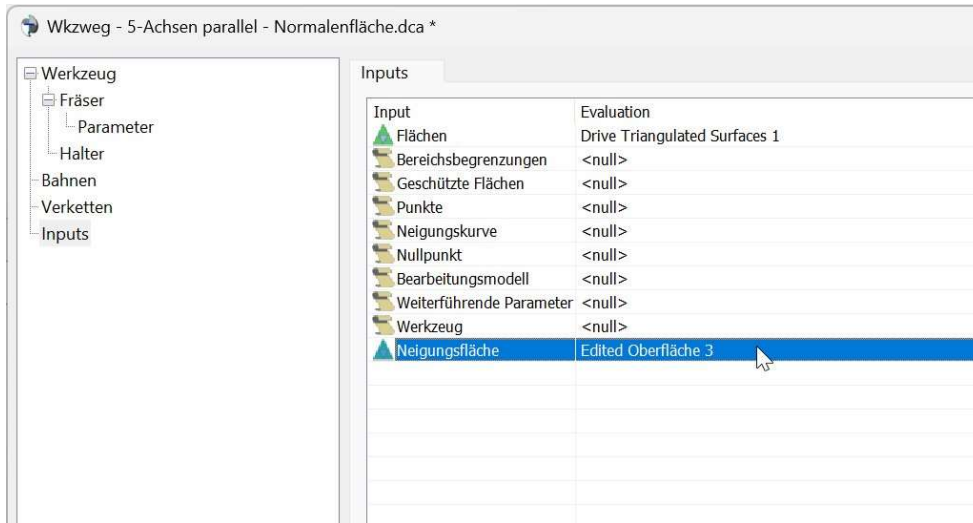 Wkzweg - 5-Achsen parallel - Normalenfläche.dca *
Werkzeug
Fräser
Parameter
Halter
Bahnen
Verketten
Inputs
Inputs
Input Evaluation
Flächen Drive Triangulated Surfaces 1
Bereichsbegrenzungen <null>
Geschützte Flächen <null>
Punkte <null>
Neigungskurve <null>
Nullpunkt <null>
Bearbeitungsmodell <null>
Weiterführende Parameter <null>
Werkzeug <null>
Neigungsfläche Edited Oberfläche 3